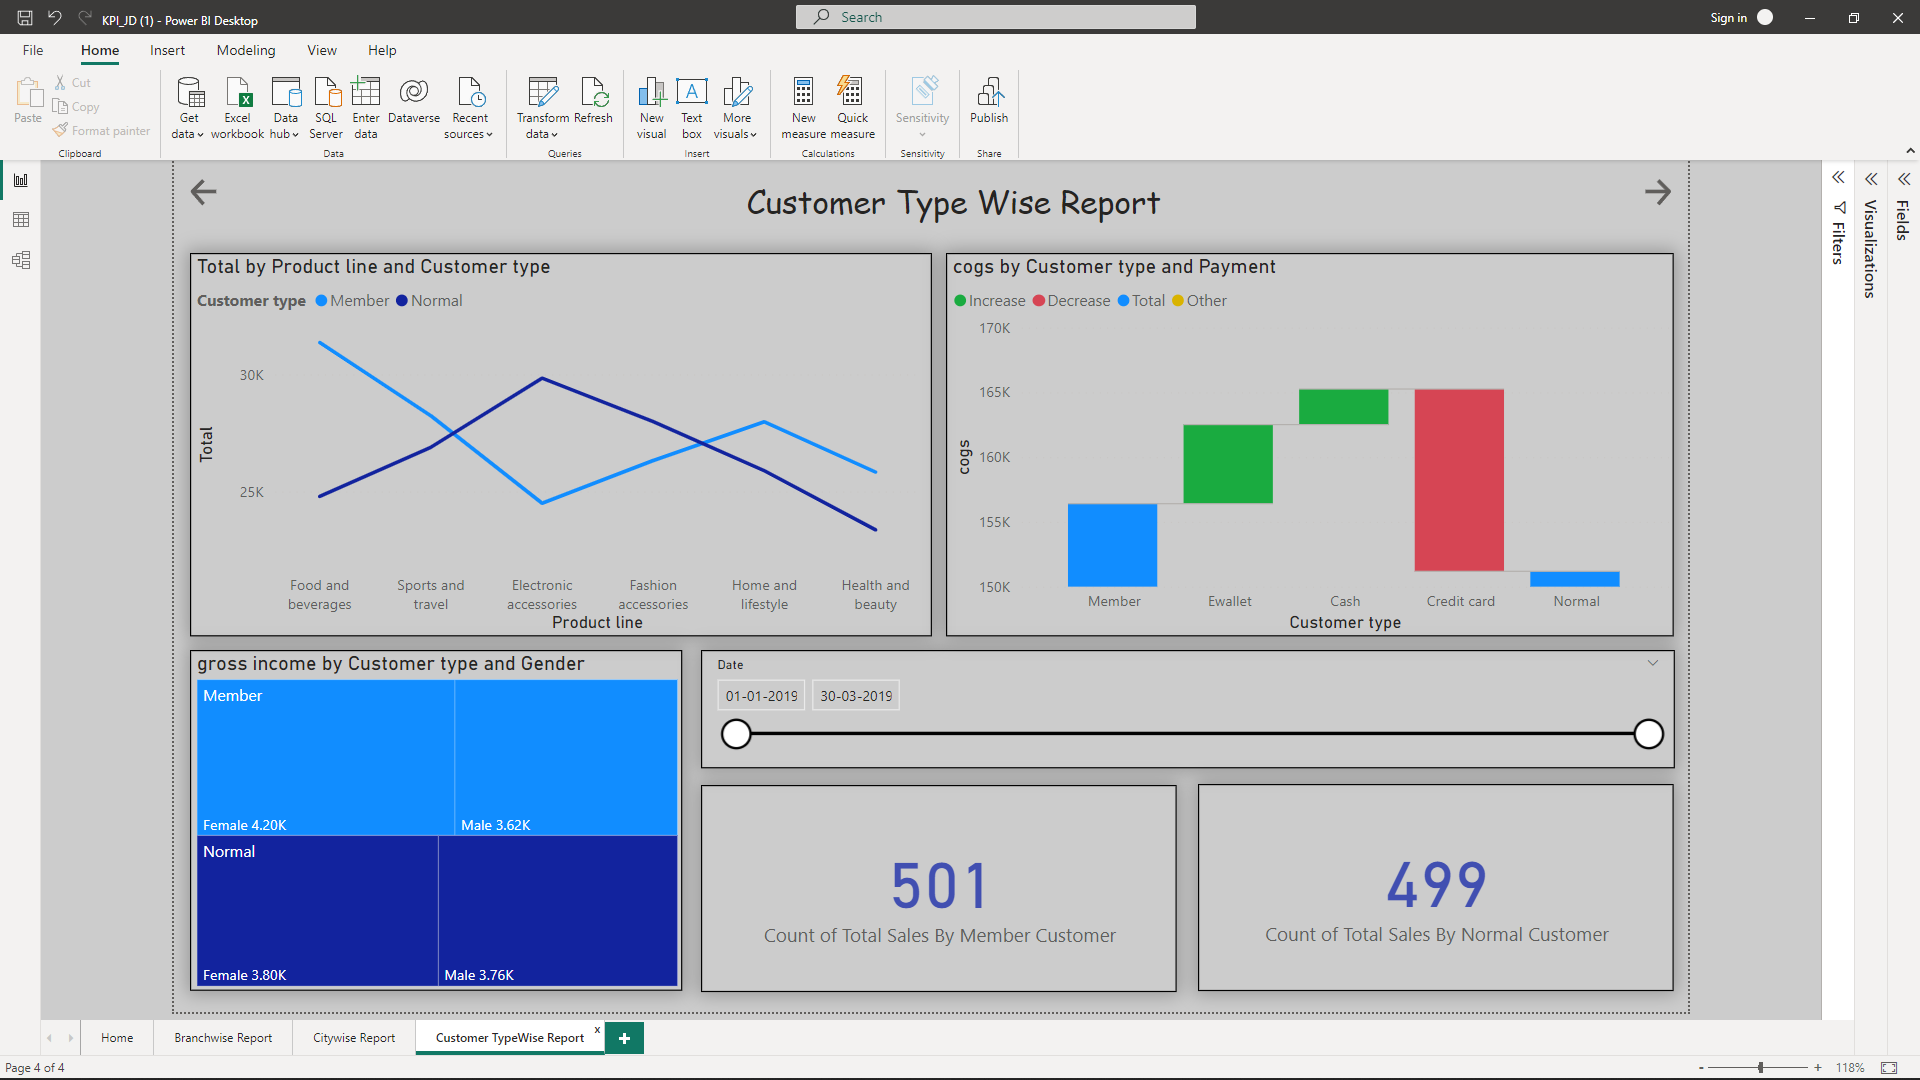 KPI_JD (1) - Power BI Desktop
Search
Sign in
File Home Insert Modeling View Help
Paste
Cut
Copy
Format painter
Clipboard
Get data
Excel workbook
Data hub
SQL Server
Enter data
Dataverse
Recent sources
Data
Transform data
Refresh
Queries
New visual
A
Text box
More visuals
Insert
New measure
Quick measure
Calculations
Sensitivity
Sensitivity
Publish
Share
Customer Type Wise Report
Filters
Visualizations
Fields
Total by Product line and Customer type
Customer type Member Normal
Total
30K
25K
Food and beverages
Sports and travel
Electronic accessories
Fashion accessories
Home and lifestyle
Health and beauty
Product line
cogs by Customer type and Payment
Increase Decrease Total Other
cogs
170K
165K
160K
155K
150K
Member Ewallet Cash Credit card Normal
Customer type
gross income by Customer type and Gender
Member
Female 4.20K
Male 3.62K
Normal
Female 3.80K
Male 3.76K
Date
01-01-2019 30-03-2019
501
Count of Total Sales By Member Customer
499
Count of Total Sales By Normal Customer
Home
Branchwise Report
Citywise Report
Customer TypeWise Report
x
+
Page 4 of 4
- + 118%